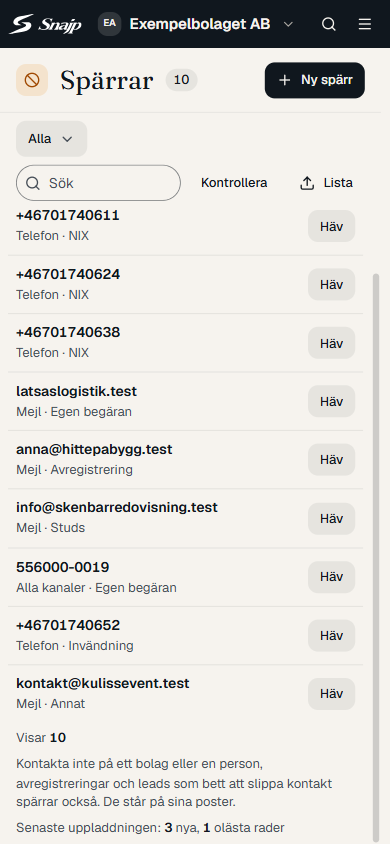 Snajp
EA Exempelbolaget AB
Spärrar 10
Ny spärr
Alla
Sök
Kontrollera
Lista
+46701740611
Telefon · NIX
Häv
+46701740624
Telefon · NIX
Häv
+46701740638
Telefon · NIX
Häv
latsaslogistik.test
Mejl · Egen begäran
Häv
anna@hittepabygg.test
Mejl · Avregistrering
Häv
info@skenbarredovisning.test
Mejl · Studs
Häv
556000-0019
Alla kanaler · Egen begäran
Häv
+46701740652
Telefon · Invändning
Häv
kontakt@kulissevent.test
Mejl · Annat
Häv
Visar 10
Kontakta inte på ett bolag eller en person,
avregistreringar och leads som bett att slippa kontakt
spärrar också. De står på sina poster.
Senaste uppladdningen: 3 nya, 1 olästa rader